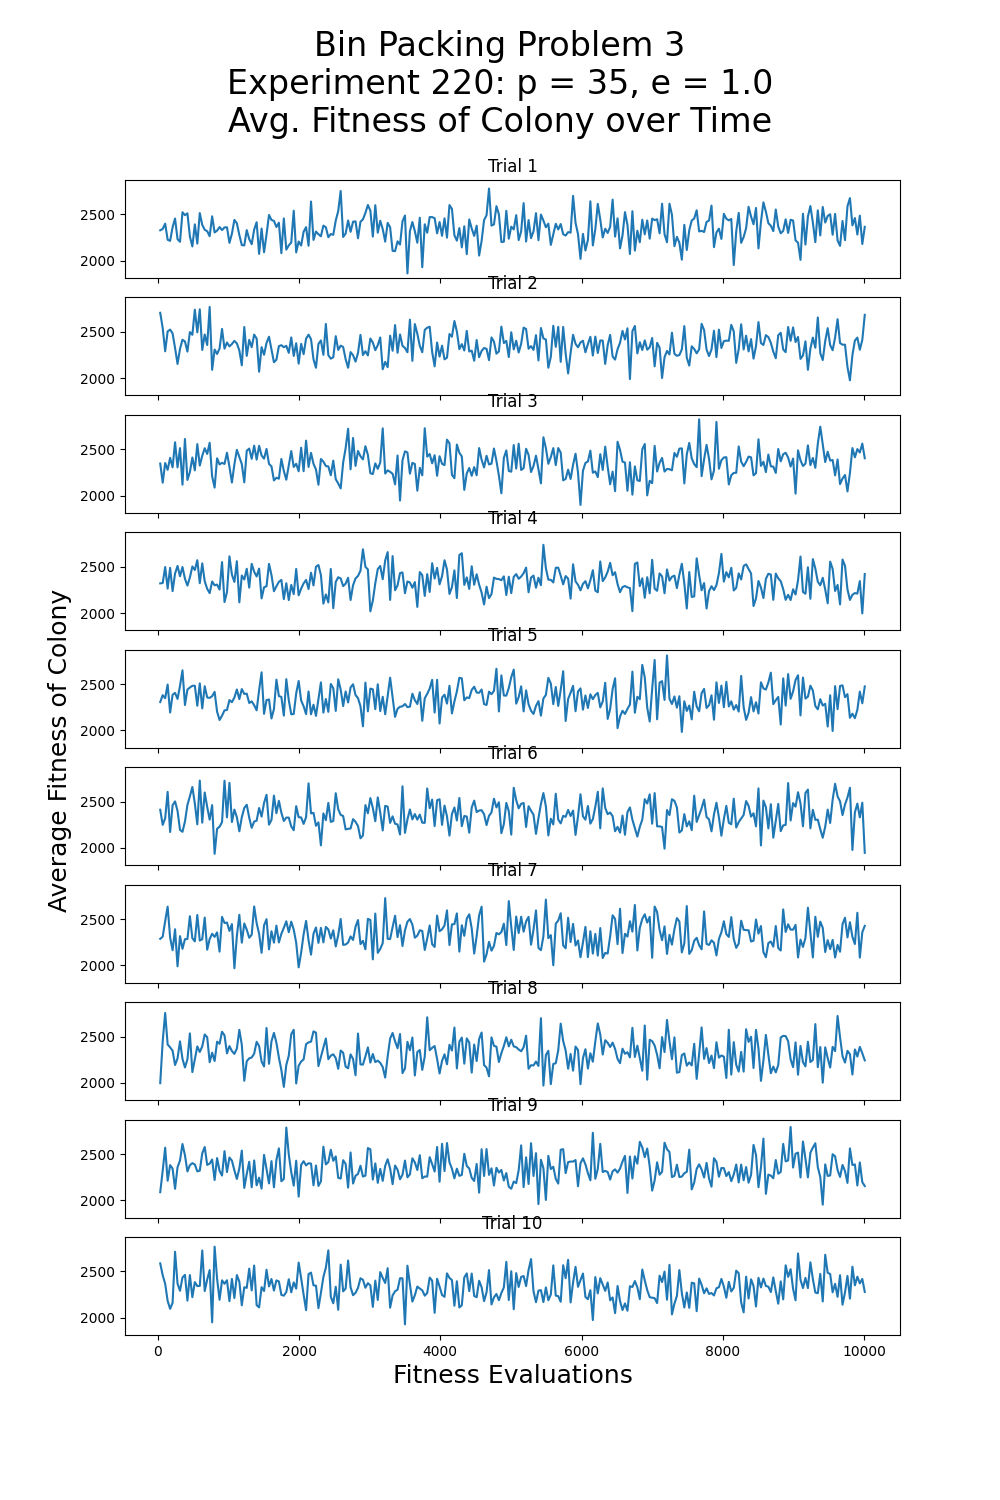 Bin Packing Problem 3
Experiment 220: p = 35, e = 1.0
Avg. Fitness of Colony over Time
Trial 1
2500
2000
Trial 2
2500
2000
Trial 3
2500
2000
Trial 4
2500
2000
Trial 5
2500
2000
Trial 6
2500
2000
Trial 7
2500
2000
Trial 8
2500
2000
Trial 9
2500
2000
Trial 10
2500
2000
Average Fitness of Colony
0 2000 4000 6000 8000 10000
Fitness Evaluations